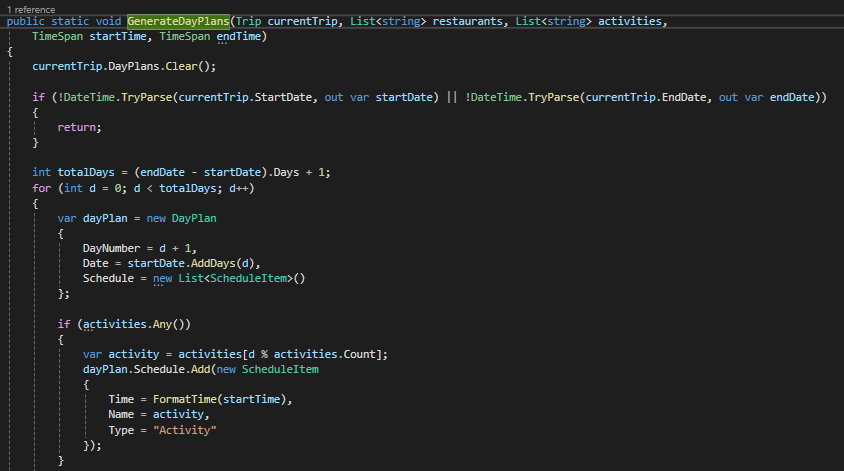 1 reference
public static void GenerateDayPlans(Trip currentTrip, List<string> restaurants, List<string> activities,
    TimeSpan startTime, TimeSpan endTime)
{
    currentTrip.DayPlans.Clear();

    if (!DateTime.TryParse(currentTrip.StartDate, out var startDate) || !DateTime.TryParse(currentTrip.EndDate, out var endDate))
    {
        return;
    }

    int totalDays = (endDate - startDate).Days + 1;
    for (int d = 0; d < totalDays; d++)
    {
        var dayPlan = new DayPlan
        {
            DayNumber = d + 1,
            Date = startDate.AddDays(d),
            Schedule = new List<ScheduleItem>()
        };

        if (activities.Any())
        {
            var activity = activities[d % activities.Count];
            dayPlan.Schedule.Add(new ScheduleItem
            {
                Time = FormatTime(startTime),
                Name = activity,
                Type = "Activity"
            });
        }